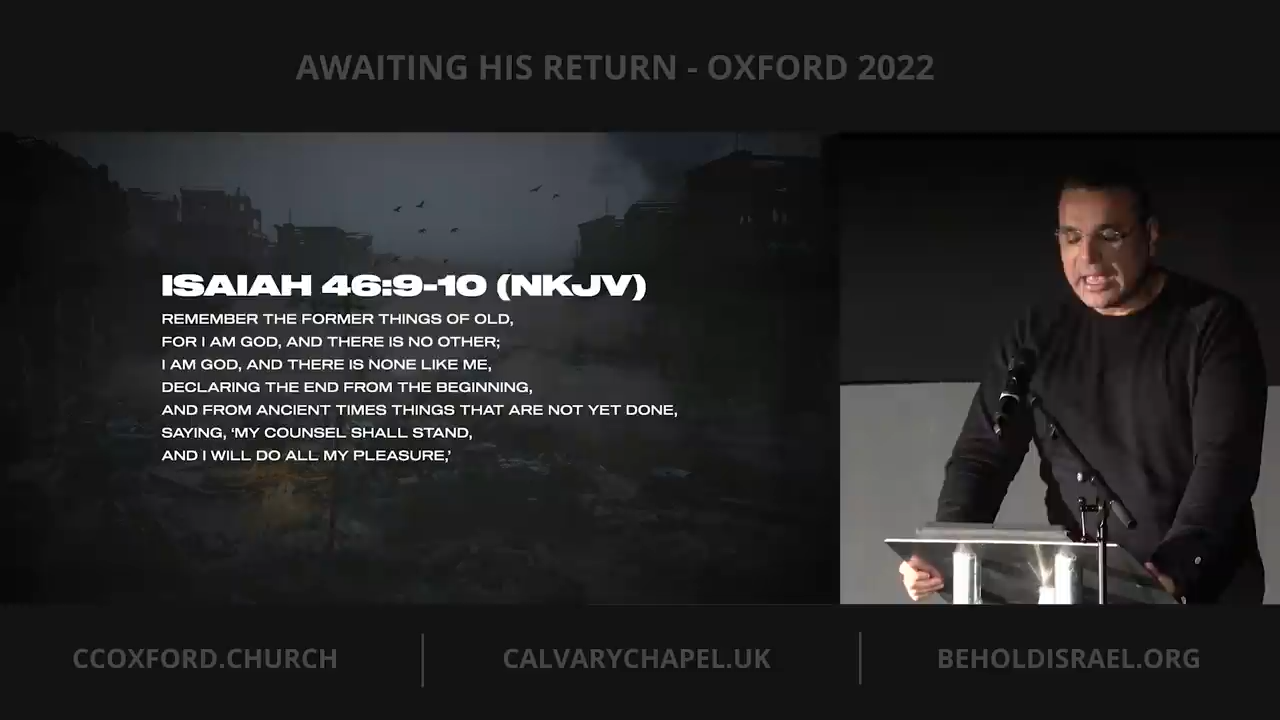 AWAITING HIS RETURN - OXFORD 2022
ISAIAH 46:9-10 (NKJV)
REMEMBER THE FORMER THINGS OF OLD,
FOR I AM GOD, AND THERE IS NO OTHER;
I AM GOD, AND THERE IS NONE LIKE ME,
DECLARING THE END FROM THE BEGINNING,
AND FROM ANCIENT TIMES THINGS THAT ARE NOT YET DONE,
SAYING, ‘MY COUNSEL SHALL STAND,
AND I WILL DO ALL MY PLEASURE,’
CCOXFORD.CHURCH
CALVARYCHAPEL.UK
BEHOLDISRAEL.ORG